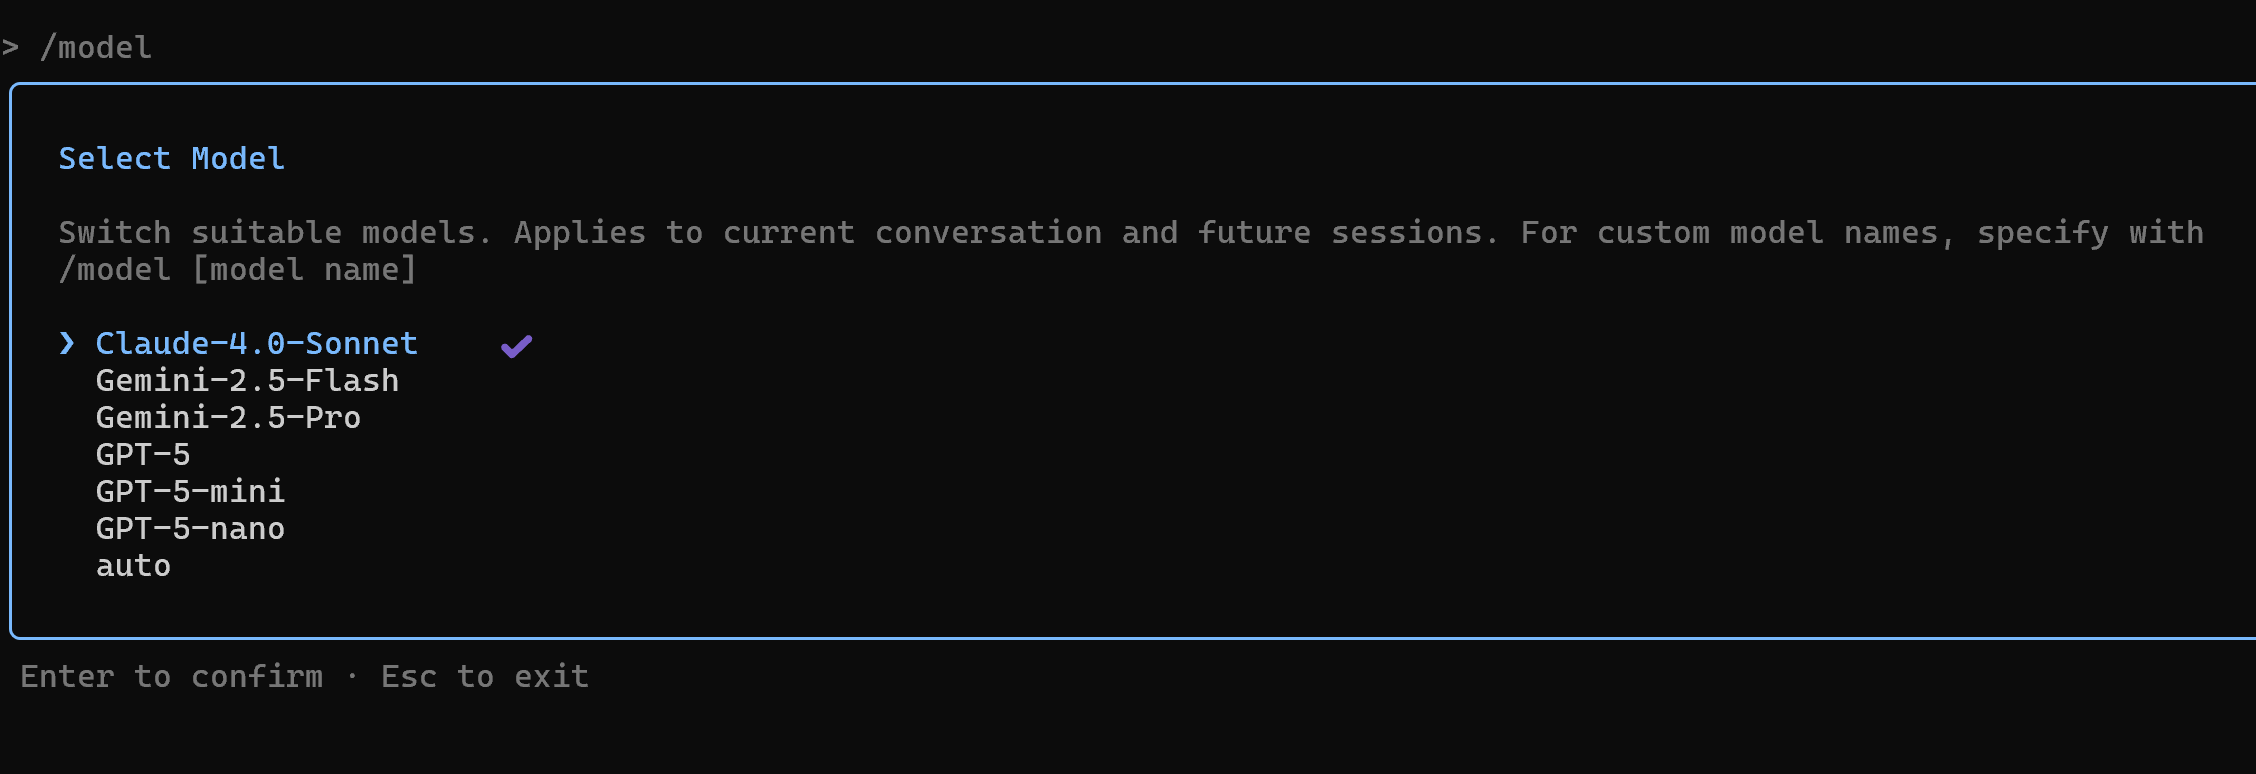 > /model
Select Model
Switch suitable models. Applies to current conversation and future sessions. For custom model names, specify with
/model [model name]
❯ Claude-4.0-Sonnet ✔
Gemini-2.5-Flash
Gemini-2.5-Pro
GPT-5
GPT-5-mini
GPT-5-nano
auto
Enter to confirm · Esc to exit